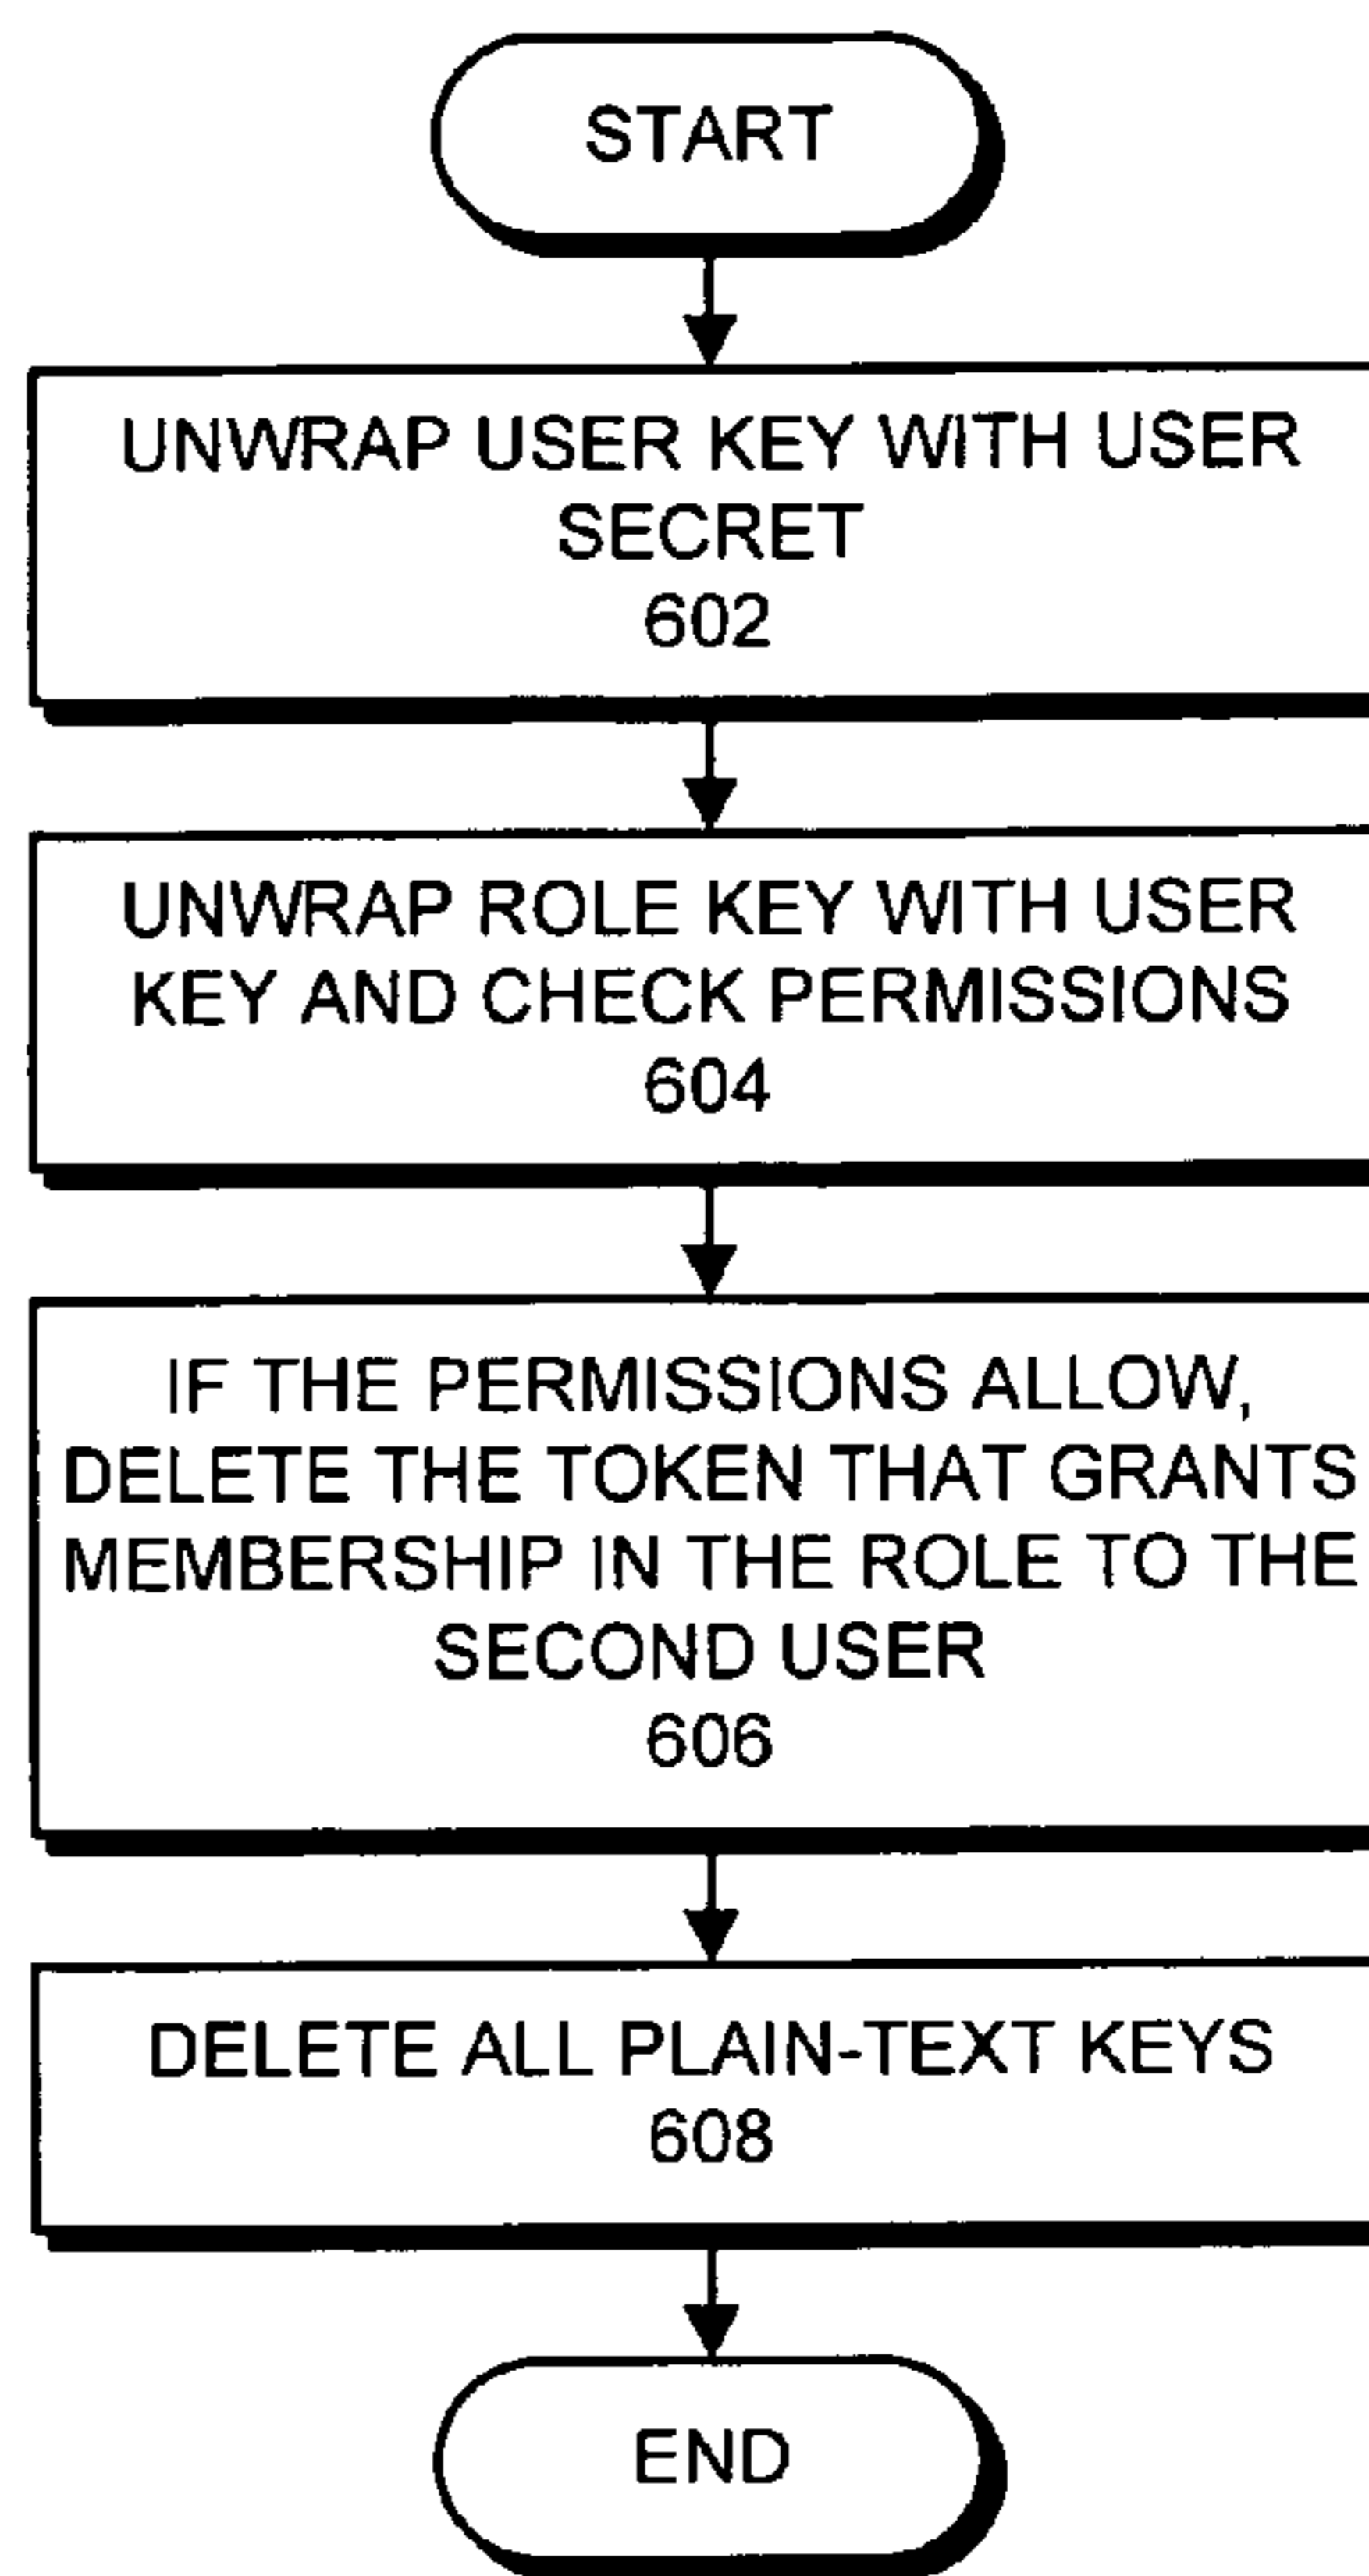 START
UNWRAP USER KEY WITH USER
SECRET
602
UNWRAP ROLE KEY WITH USER
KEY AND CHECK PERMISSIONS
604
IF THE PERMISSIONS ALLOW,
DELETE THE TOKEN THAT GRANTS
MEMBERSHIP IN THE ROLE TO THE
SECOND USER
606
DELETE ALL PLAIN-TEXT KEYS
608
END